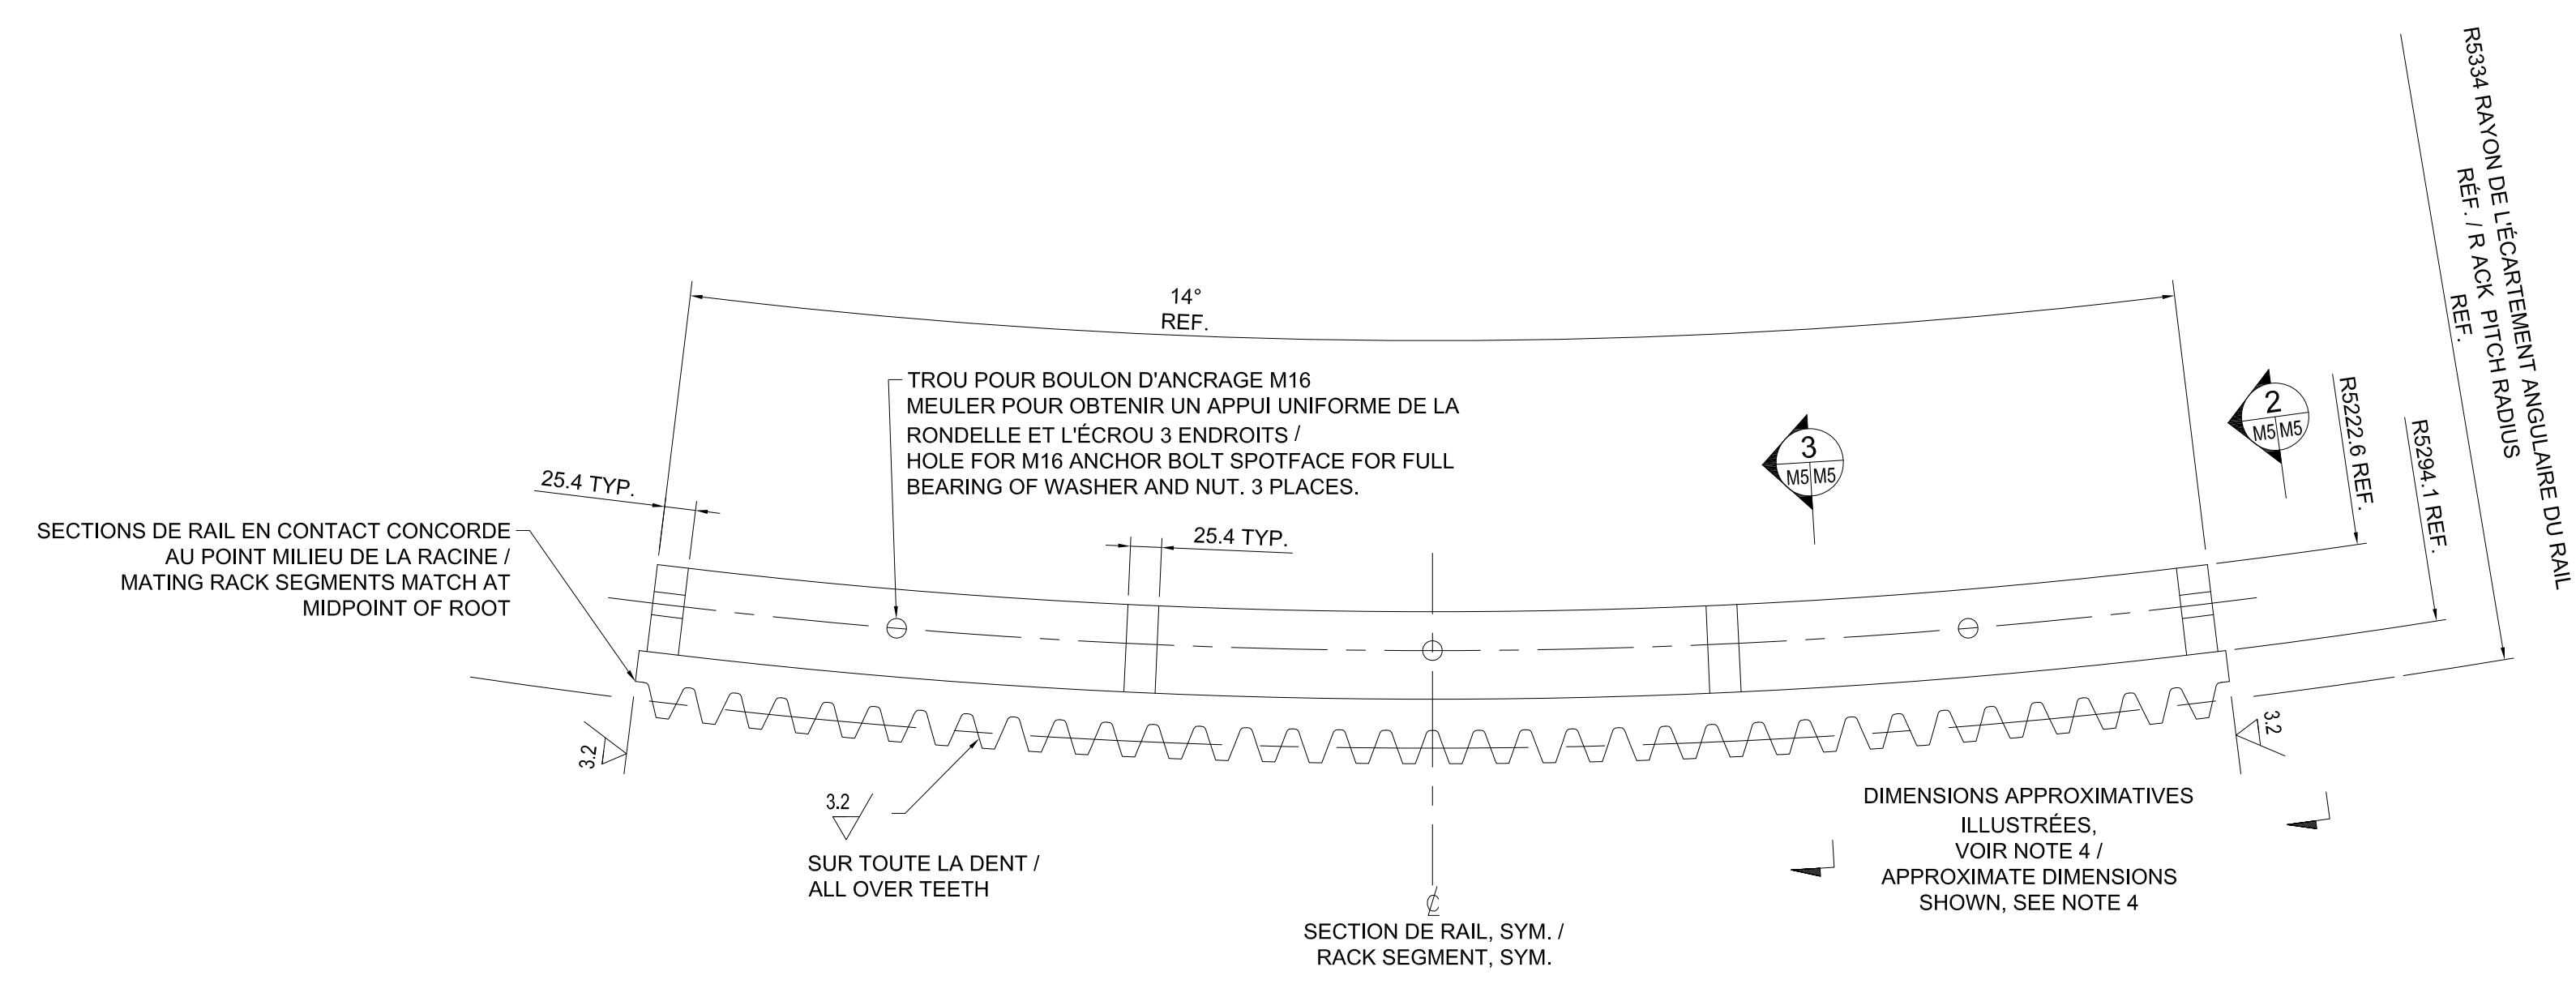 R5334 RAYON DE L'ÉCARTEMENT ANGULAIRE DU RAIL
RÉF. / R ACK PITCH RADIUS
REF.
14°
REF.
TROU POUR BOULON D'ANCRAGE M16
MEULER POUR OBTENIR UN APPUI UNIFORME DE LA
RONDELLE ET L'ÉCROU 3 ENDROITS /
HOLE FOR M16 ANCHOR BOLT SPOTFACE FOR FULL
BEARING OF WASHER AND NUT. 3 PLACES.
3
M5 M5
2
M5 M5
R5222.6 REF.
R5294.1 REF.
25.4 TYP.
25.4 TYP.
SECTIONS DE RAIL EN CONTACT CONCORDE
AU POINT MILIEU DE LA RACINE /
MATING RACK SEGMENTS MATCH AT
MIDPOINT OF ROOT
3.2
3.2
3.2
SUR TOUTE LA DENT /
ALL OVER TEETH
DIMENSIONS APPROXIMATIVES
ILLUSTRÉES,
VOIR NOTE 4 /
APPROXIMATE DIMENSIONS
SHOWN, SEE NOTE 4
℄
SECTION DE RAIL, SYM. /
RACK SEGMENT, SYM.